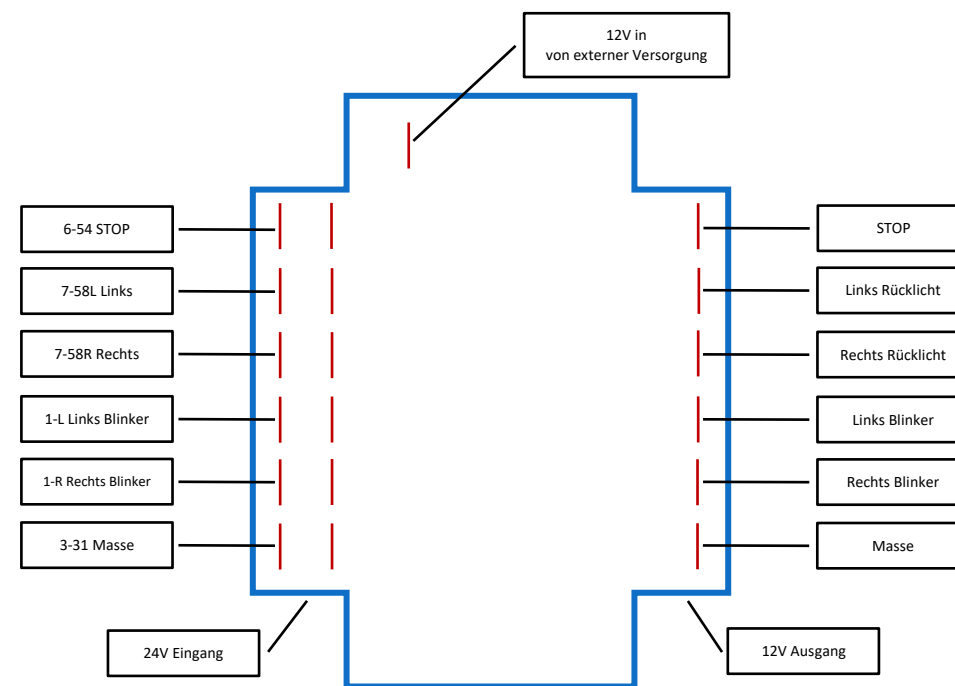 12V in
von externer Versorgung
6-54 STOP
7-58L Links
7-58R Rechts
1-L Links Blinker
1-R Rechts Blinker
3-31 Masse
24V Eingang
STOP
Links Rücklicht
Rechts Rücklicht
Links Blinker
Rechts Blinker
Masse
12V Ausgang